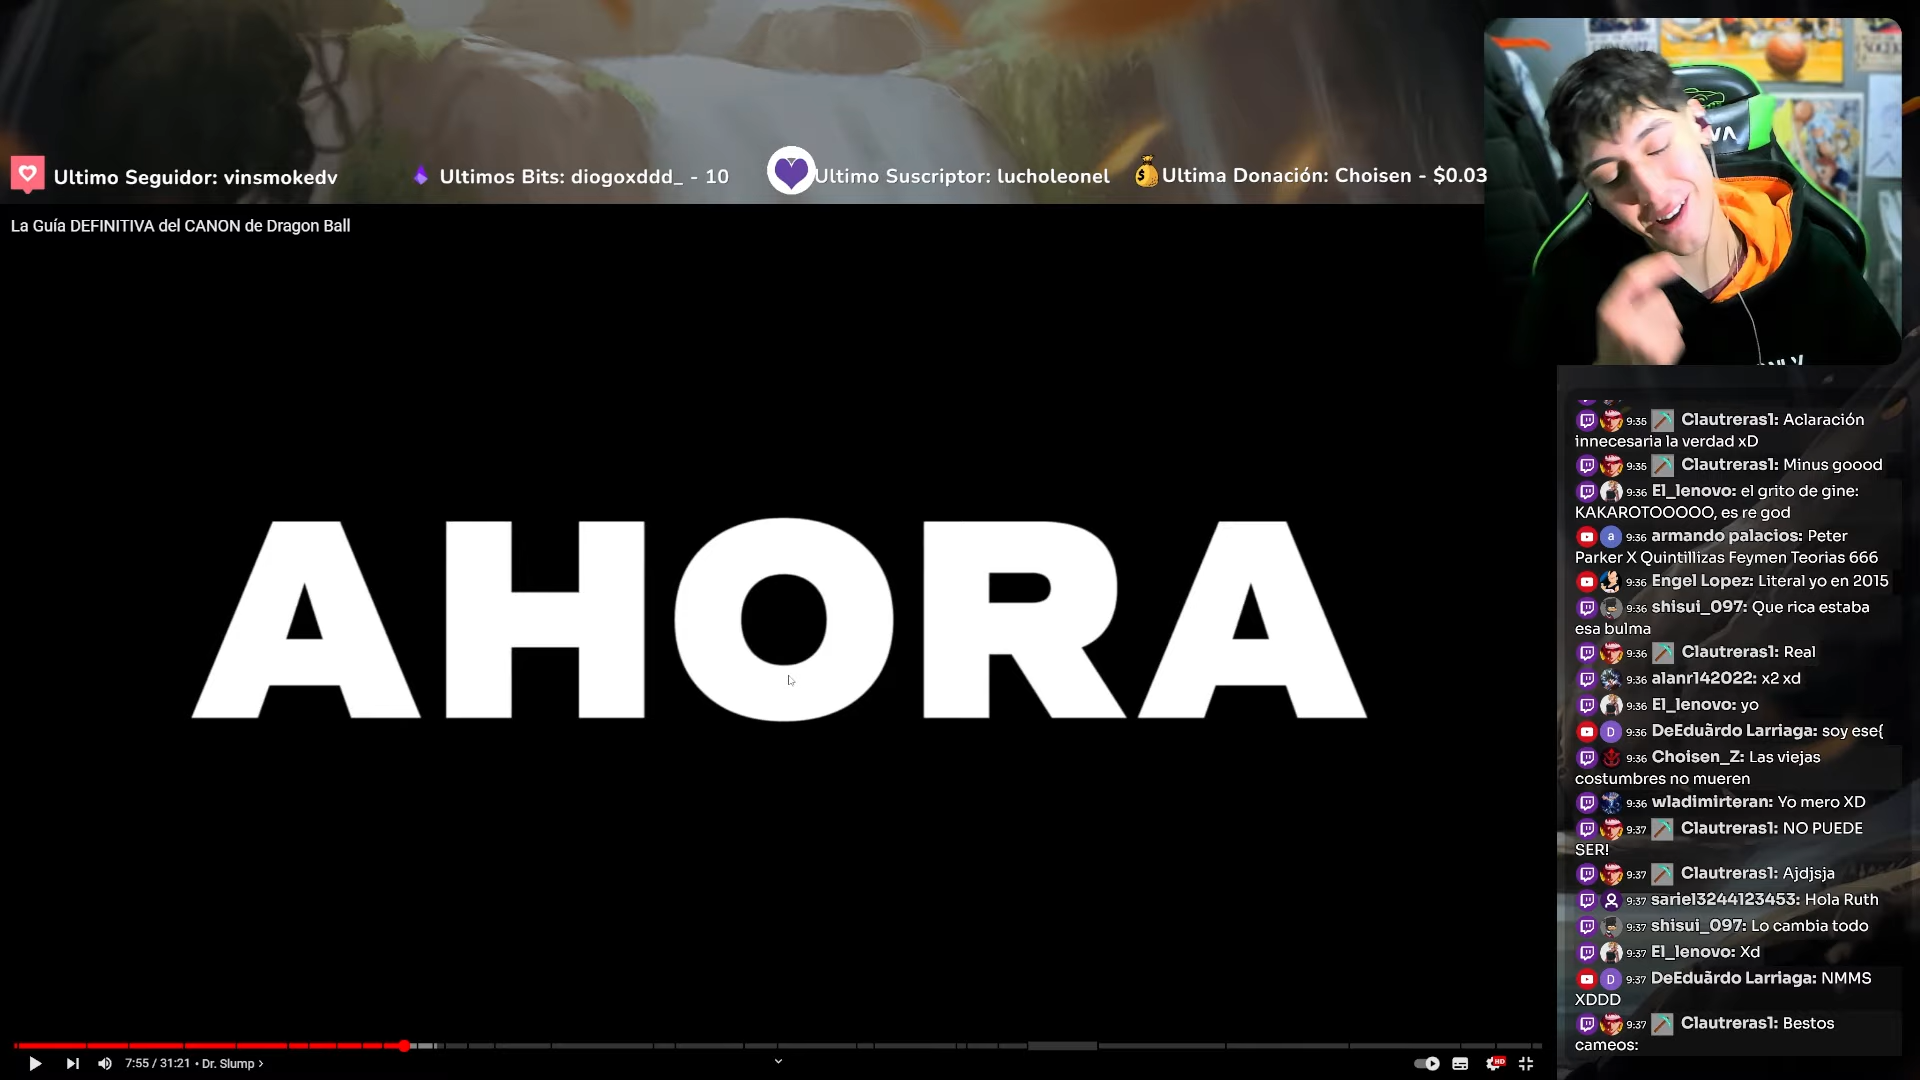 Ultimo Seguidor: vinsmokedv
Ultimos Bits: diogoxddd_ - 10
Ultimo Suscriptor: lucholeonel
Ultima Donación: Choisen - $0.03
La Guía DEFINITIVA del CANON de Dragon Ball
AHORA
7:55 / 31:21 • Dr. Slump >
HD
9:35 Clautreras1: Aclaración
innecesaria la verdad xD
9:35 Clautreras1: Minus goood
9:36 El_lenovo: el grito de gine:
KAKAROTOOOOO, es re god
a 9:36 armando palacios: Peter
Parker X Quintillizas Feymen Teorias 666
9:36 Engel Lopez: Literal yo en 2015
9:36 shisui_097: Que rica estaba
esa bulma
9:36 Clautreras1: Real
9:36 alanr142022: x2 xd
9:36 El_lenovo: yo
D 9:36 DeEduãrdo Larriaga: soy ese{
9:36 Choisen_Z: Las viejas
costumbres no mueren
9:36 wladimirteran: Yo mero XD
9:37 Clautreras1: NO PUEDE
SER!
9:37 Clautreras1: Ajdjsja
9:37 sariel3244123453: Hola Ruth
9:37 shisui_097: Lo cambia todo
9:37 El_lenovo: Xd
D 9:37 DeEduãrdo Larriaga: NMMS
XDDD
9:37 Clautreras1: Bestos
cameos: